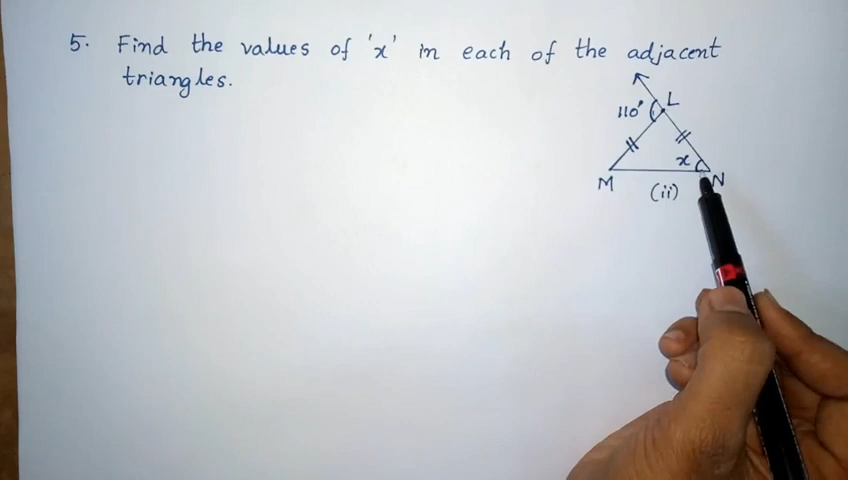 5. Find the values of 'x' in each of the adjacent
triangles.
110° L
x
M N
(ii)